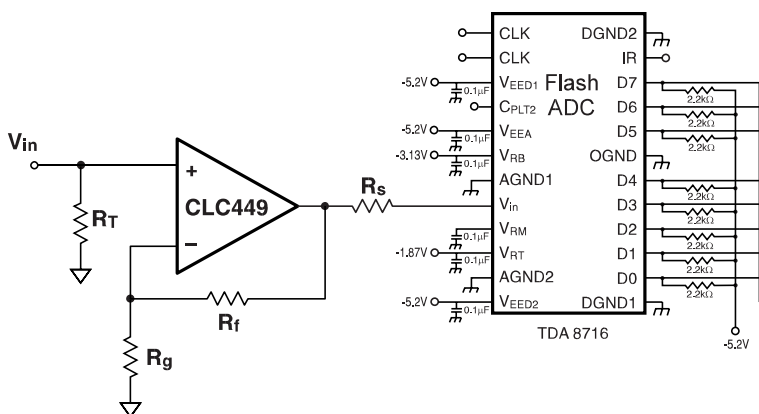 Vin
RT
CLC449
+
−
Rf
Rg
Rs
Flash
ADC
CLK
CLK
-5.2V
0.1µF
VEED1
CPLT2
-5.2V
0.1µF
VEEA
-3.13V
0.1µF
VRB
AGND1
Vin
VRM
0.1µF
-1.87V
0.1µF
VRT
AGND2
-5.2V
0.1µF
VEED2
DGND2
IR
D7
2.2kΩ
D6
2.2kΩ
D5
2.2kΩ
OGND
D4
2.2kΩ
D3
2.2kΩ
D2
2.2kΩ
D1
2.2kΩ
D0
2.2kΩ
DGND1
-5.2V
TDA 8716